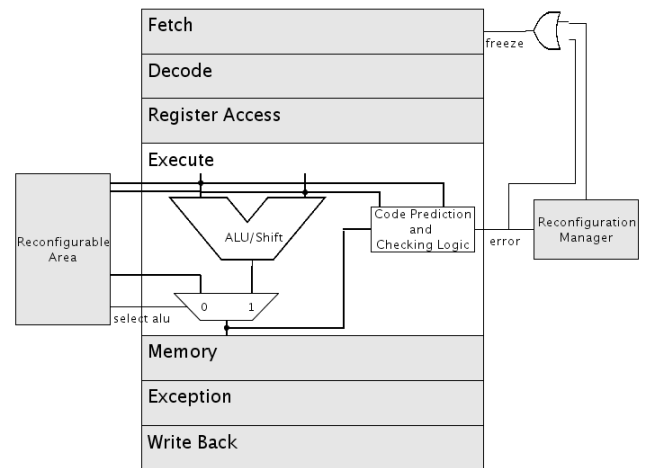 Fetch
freeze
Decode
Register Access
Execute
Reconfigurable
Area
ALU/Shift
Code Prediction
and
Checking Logic
error
Reconfiguration
Manager
0 1
select alu
Memory
Exception
Write Back